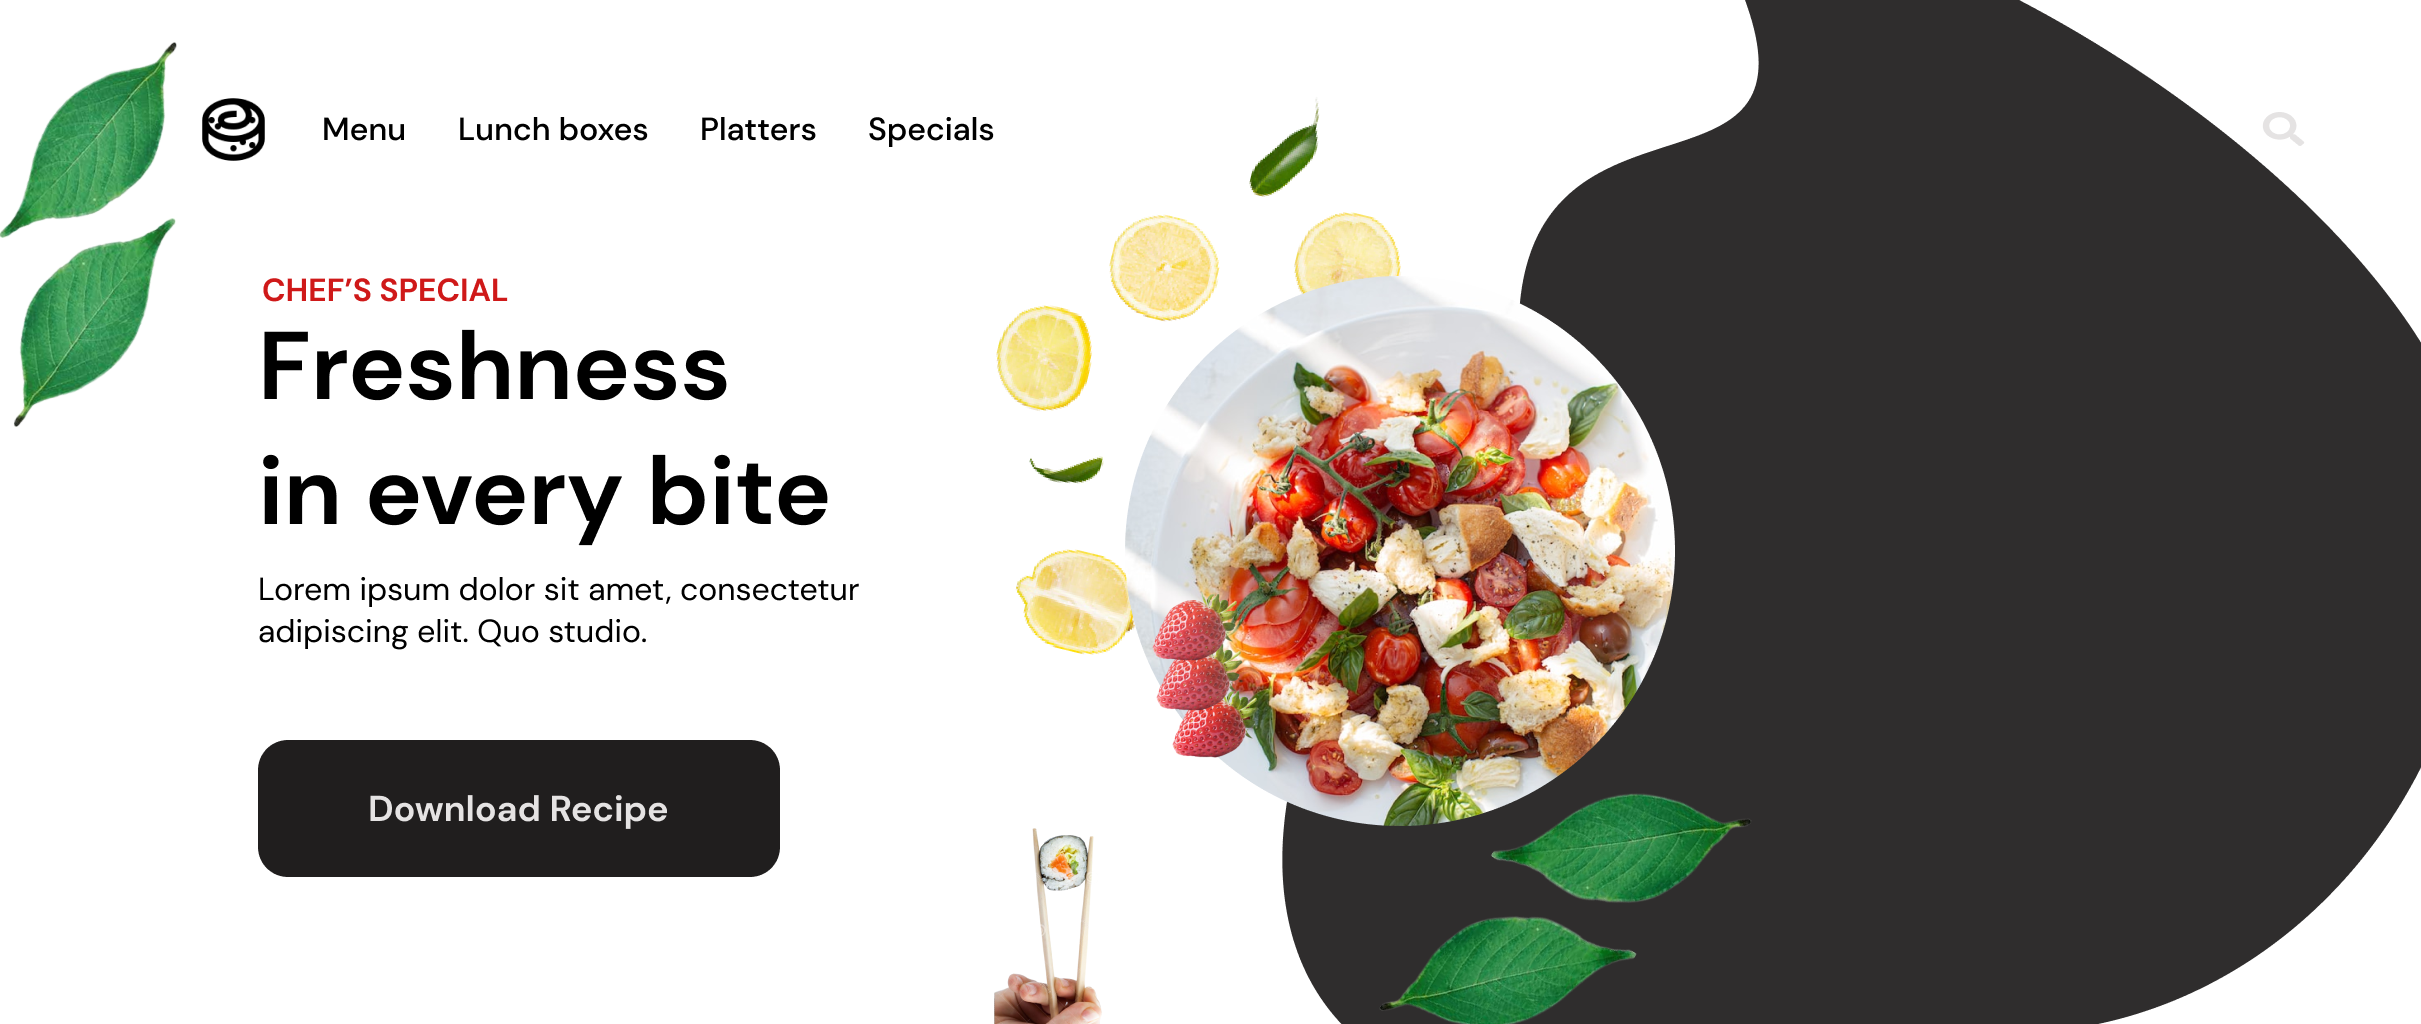 Menu Lunch boxes Platters Specials
CHEF’S SPECIAL
Freshness
in every bite
Lorem ipsum dolor sit amet, consectetur
adipiscing elit. Quo studio.
Download Recipe